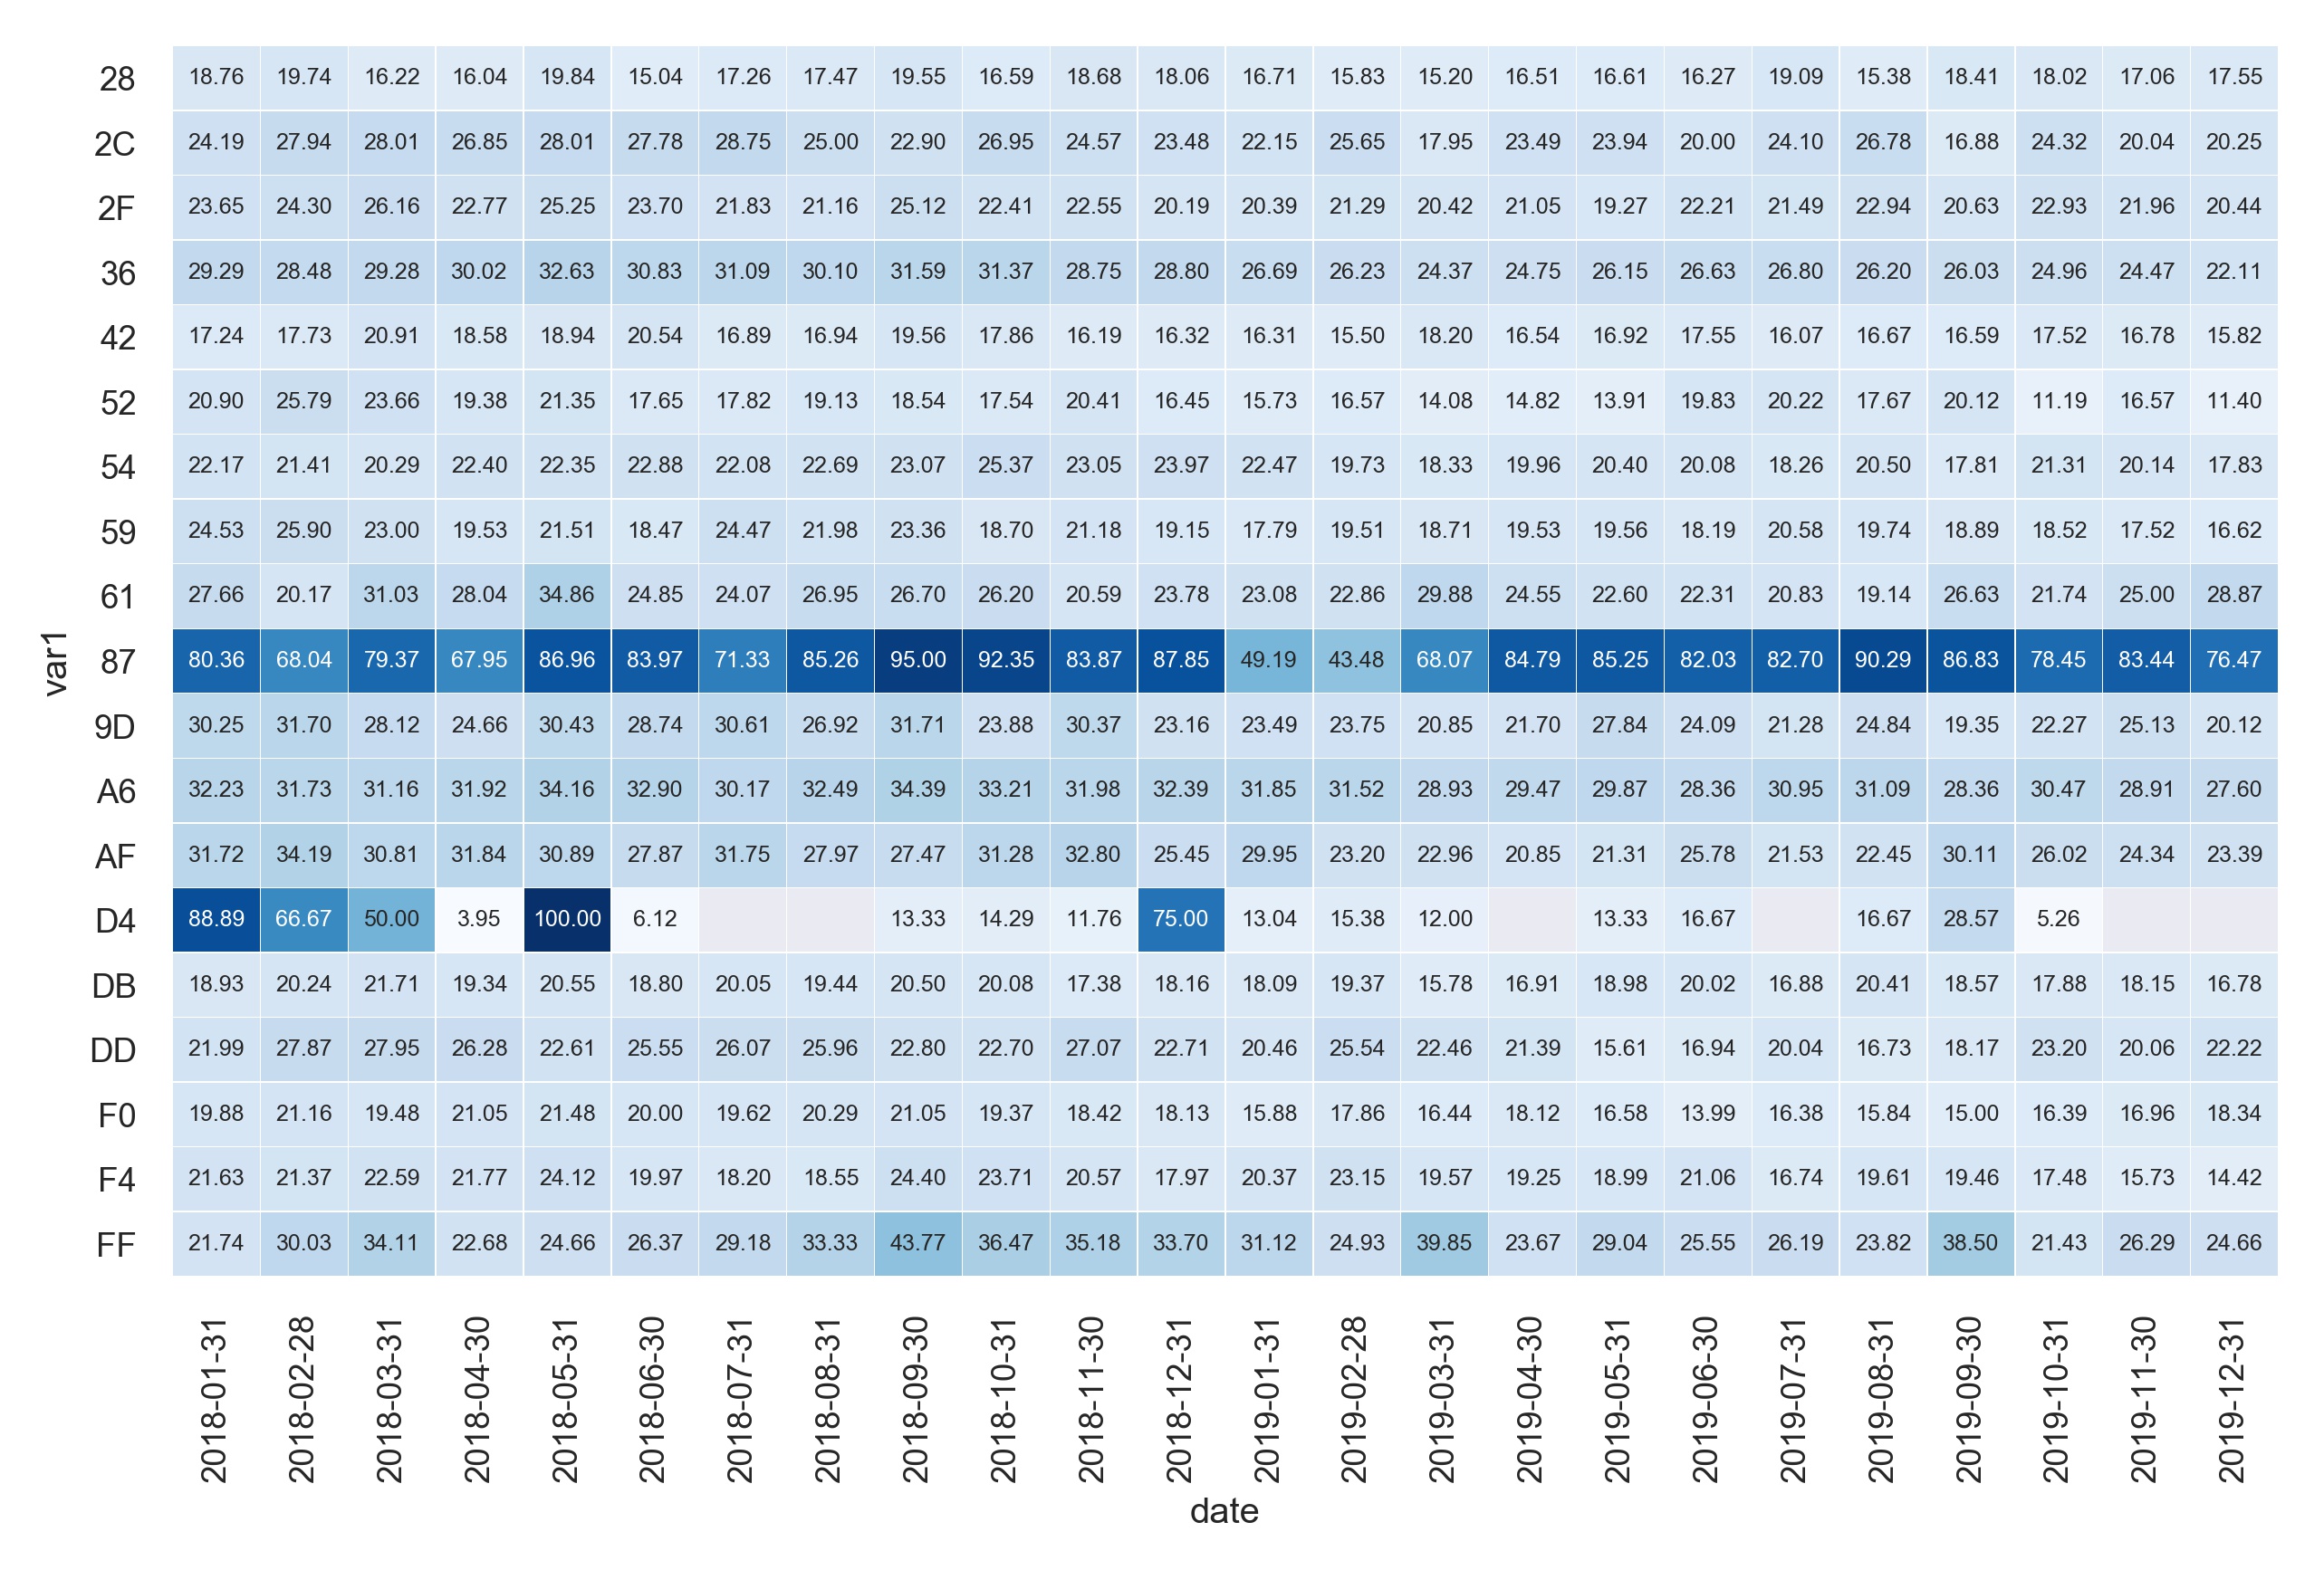 28 18.76 19.74 16.22 16.04 19.84 15.04 17.26 17.47 19.55 16.59 18.68 18.06 16.71 15.83 15.20 16.51 16.61 16.27 19.09 15.38 18.41 18.02 17.06 17.55
2C 24.19 27.94 28.01 26.85 28.01 27.78 28.75 25.00 22.90 26.95 24.57 23.48 22.15 25.65 17.95 23.49 23.94 20.00 24.10 26.78 16.88 24.32 20.04 20.25
2F 23.65 24.30 26.16 22.77 25.25 23.70 21.83 21.16 25.12 22.41 22.55 20.19 20.39 21.29 20.42 21.05 19.27 22.21 21.49 22.94 20.63 22.93 21.96 20.44
36 29.29 28.48 29.28 30.02 32.63 30.83 31.09 30.10 31.59 31.37 28.75 28.80 26.69 26.23 24.37 24.75 26.15 26.63 26.80 26.20 26.03 24.96 24.47 22.11
42 17.24 17.73 20.91 18.58 18.94 20.54 16.89 16.94 19.56 17.86 16.19 16.32 16.31 15.50 18.20 16.54 16.92 17.55 16.07 16.67 16.59 17.52 16.78 15.82
52 20.90 25.79 23.66 19.38 21.35 17.65 17.82 19.13 18.54 17.54 20.41 16.45 15.73 16.57 14.08 14.82 13.91 19.83 20.22 17.67 20.12 11.19 16.57 11.40
54 22.17 21.41 20.29 22.40 22.35 22.88 22.08 22.69 23.07 25.37 23.05 23.97 22.47 19.73 18.33 19.96 20.40 20.08 18.26 20.50 17.81 21.31 20.14 17.83
59 24.53 25.90 23.00 19.53 21.51 18.47 24.47 21.98 23.36 18.70 21.18 19.15 17.79 19.51 18.71 19.53 19.56 18.19 20.58 19.74 18.89 18.52 17.52 16.62
61 27.66 20.17 31.03 28.04 34.86 24.85 24.07 26.95 26.70 26.20 20.59 23.78 23.08 22.86 29.88 24.55 22.60 22.31 20.83 19.14 26.63 21.74 25.00 28.87
87 80.36 68.04 79.37 67.95 86.96 83.97 71.33 85.26 95.00 92.35 83.87 87.85 49.19 43.48 68.07 84.79 85.25 82.03 82.70 90.29 86.83 78.45 83.44 76.47
var1
9D 30.25 31.70 28.12 24.66 30.43 28.74 30.61 26.92 31.71 23.88 30.37 23.16 23.49 23.75 20.85 21.70 27.84 24.09 21.28 24.84 19.35 22.27 25.13 20.12
A6 32.23 31.73 31.16 31.92 34.16 32.90 30.17 32.49 34.39 33.21 31.98 32.39 31.85 31.52 28.93 29.47 29.87 28.36 30.95 31.09 28.36 30.47 28.91 27.60
AF 31.72 34.19 30.81 31.84 30.89 27.87 31.75 27.97 27.47 31.28 32.80 25.45 29.95 23.20 22.96 20.85 21.31 25.78 21.53 22.45 30.11 26.02 24.34 23.39
D4 88.89 66.67 50.00 3.95 100.00 6.12 13.33 14.29 11.76 75.00 13.04 15.38 12.00 13.33 16.67 16.67 28.57 5.26
DB 18.93 20.24 21.71 19.34 20.55 18.80 20.05 19.44 20.50 20.08 17.38 18.16 18.09 19.37 15.78 16.91 18.98 20.02 16.88 20.41 18.57 17.88 18.15 16.78
DD 21.99 27.87 27.95 26.28 22.61 25.55 26.07 25.96 22.80 22.70 27.07 22.71 20.46 25.54 22.46 21.39 15.61 16.94 20.04 16.73 18.17 23.20 20.06 22.22
F0 19.88 21.16 19.48 21.05 21.48 20.00 19.62 20.29 21.05 19.37 18.42 18.13 15.88 17.86 16.44 18.12 16.58 13.99 16.38 15.84 15.00 16.39 16.96 18.34
F4 21.63 21.37 22.59 21.77 24.12 19.97 18.20 18.55 24.40 23.71 20.57 17.97 20.37 23.15 19.57 19.25 18.99 21.06 16.74 19.61 19.46 17.48 15.73 14.42
FF 21.74 30.03 34.11 22.68 24.66 26.37 29.18 33.33 43.77 36.47 35.18 33.70 31.12 24.93 39.85 23.67 29.04 25.55 26.19 23.82 38.50 21.43 26.29 24.66
2018-01-31 2018-02-28 2018-03-31 2018-04-30 2018-05-31 2018-06-30 2018-07-31 2018-08-31 2018-09-30 2018-10-31 2018-11-30 2018-12-31 2019-01-31 2019-02-28 2019-03-31 2019-04-30 2019-05-31 2019-06-30 2019-07-31 2019-08-31 2019-09-30 2019-10-31 2019-11-30 2019-12-31
date